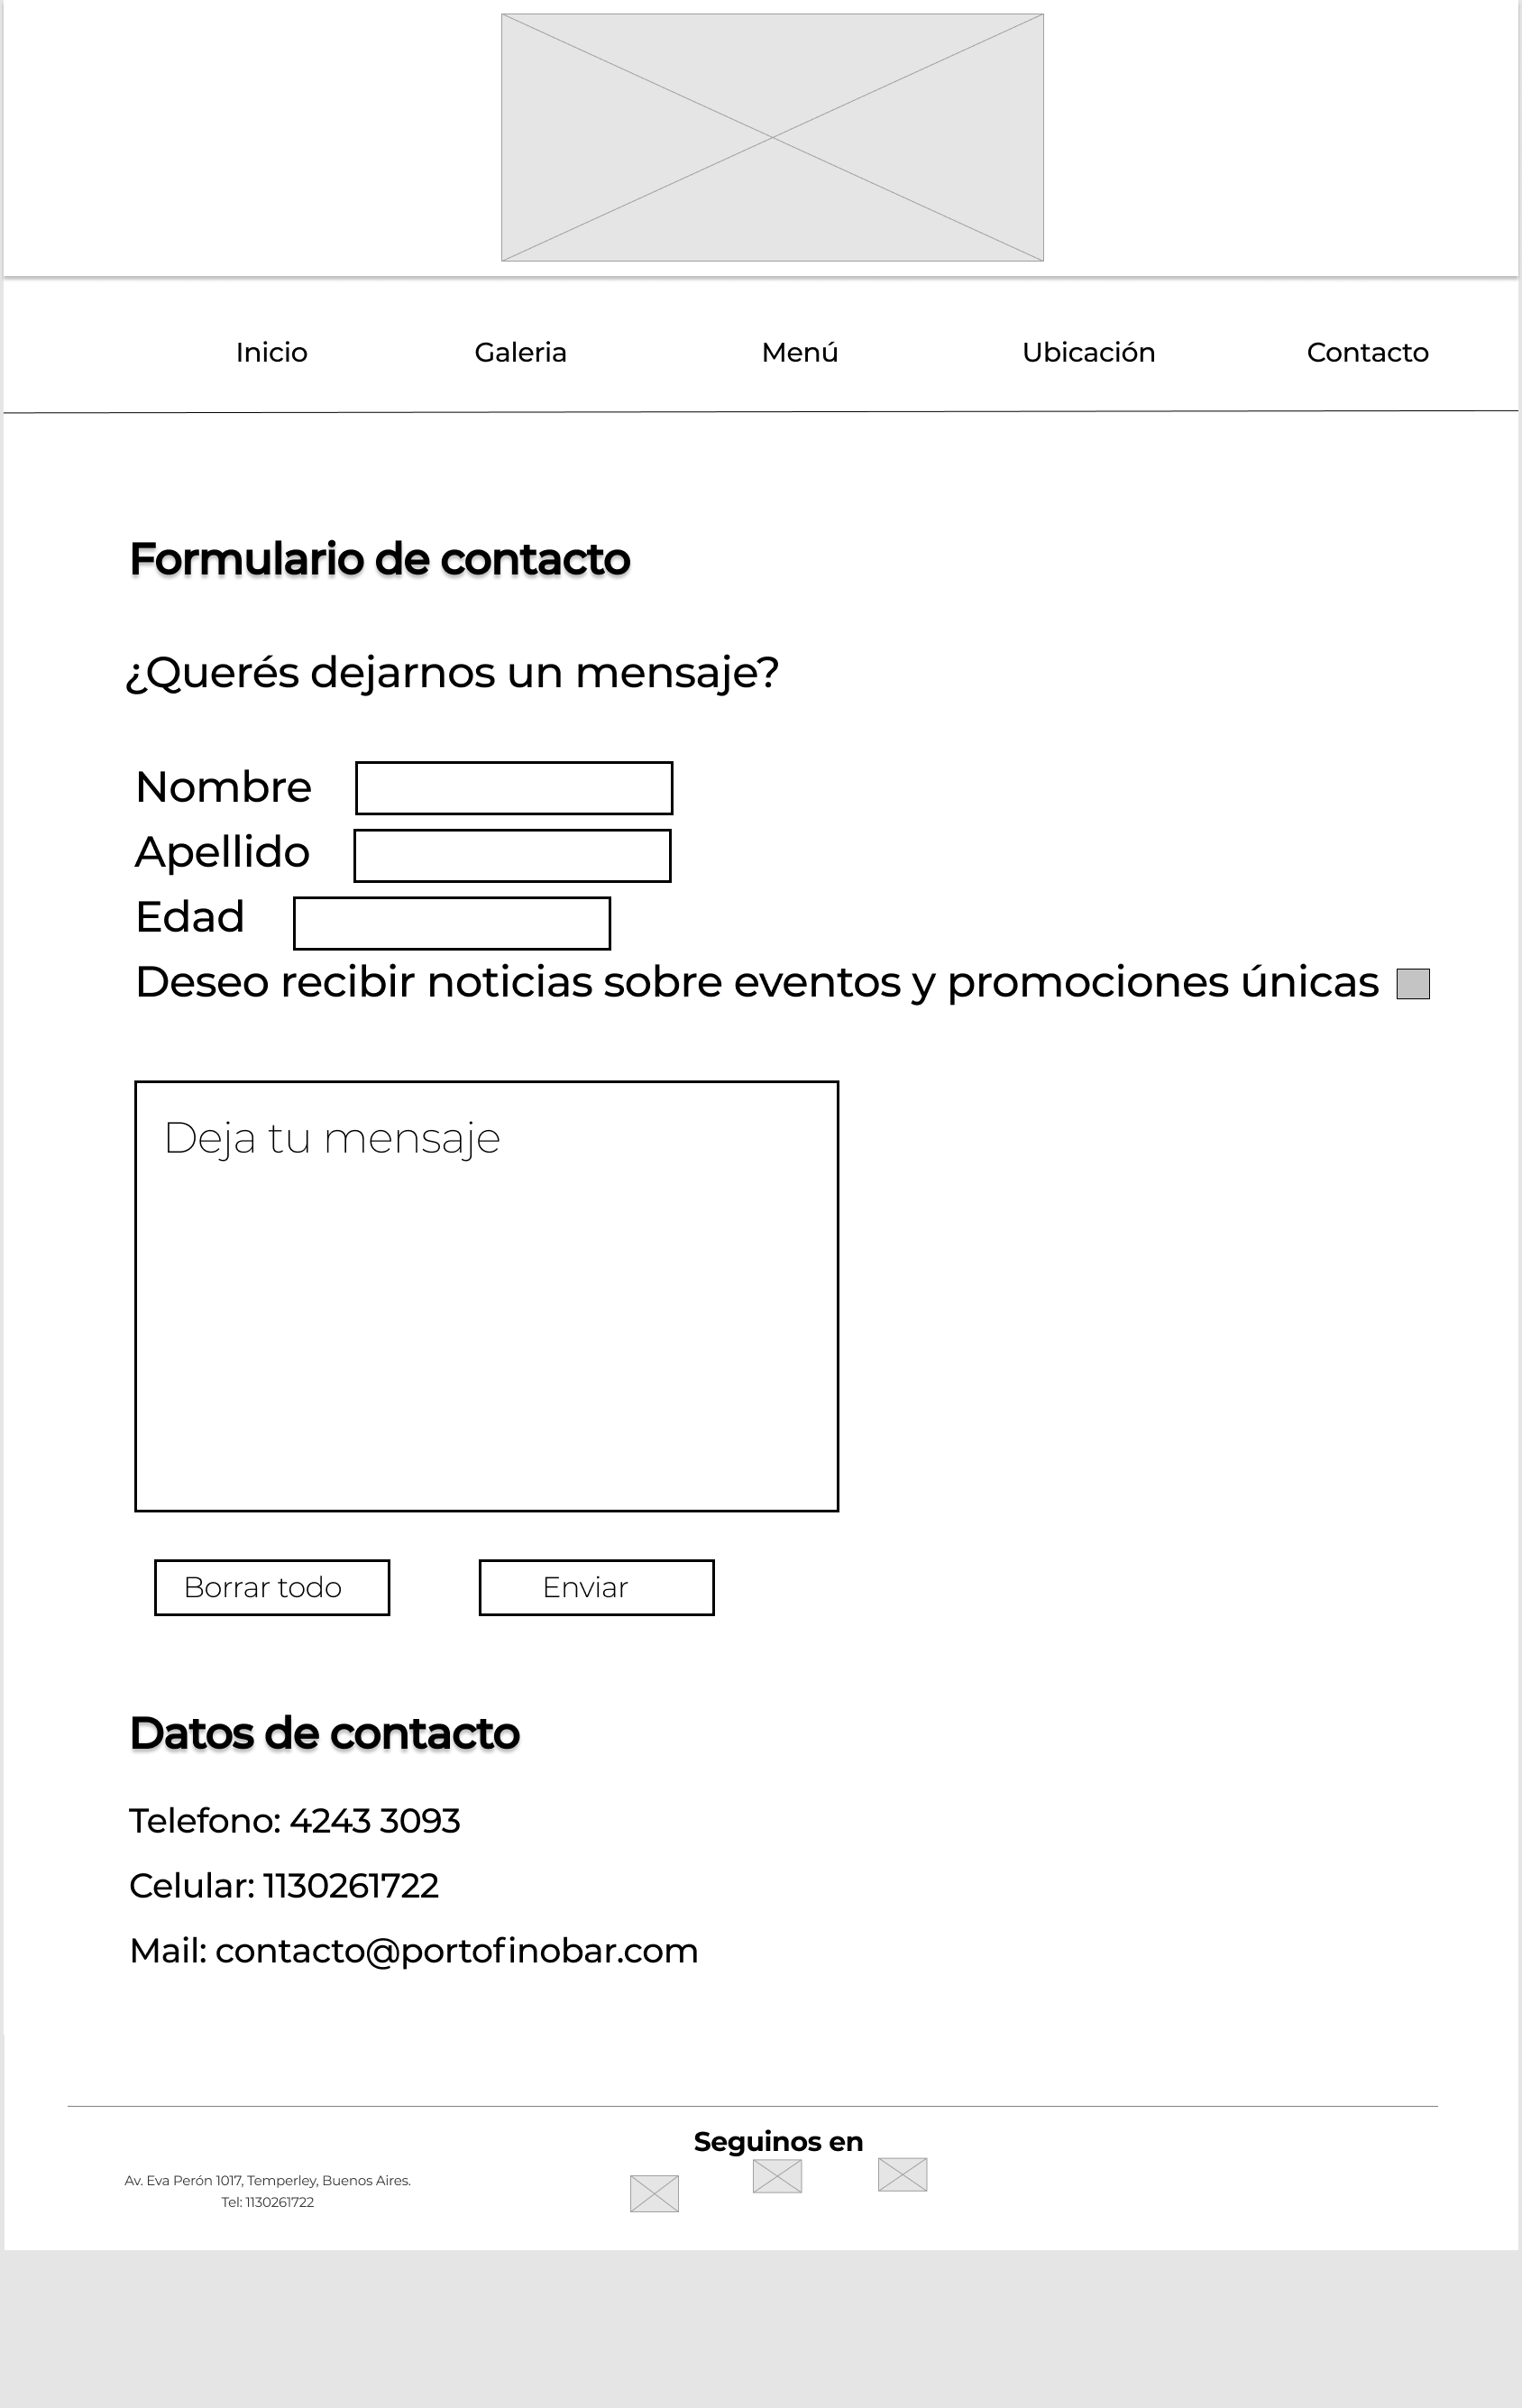 Inicio Galeria Menú Ubicación Contacto
Formulario de contacto
¿Querés dejarnos un mensaje?
Nombre
Apellido
Edad
Deseo recibir noticias sobre eventos y promociones únicas
Deja tu mensaje
Borrar todo Enviar
Datos de contacto
Telefono: 4243 3093
Celular: 1130261722
Mail: contacto@portofinobar.com
Seguinos en
Av. Eva Perón 1017, Temperley, Buenos Aires.
Tel: 1130261722